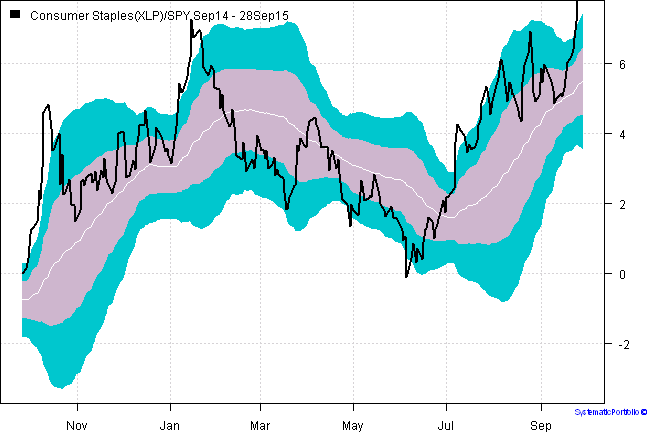 Consumer Staples(XLP)/SPY Sep14 - 28Sep15
6
4
2
0
-2
Nov Jan Mar May Jul Sep
SystematicPortfolio ©